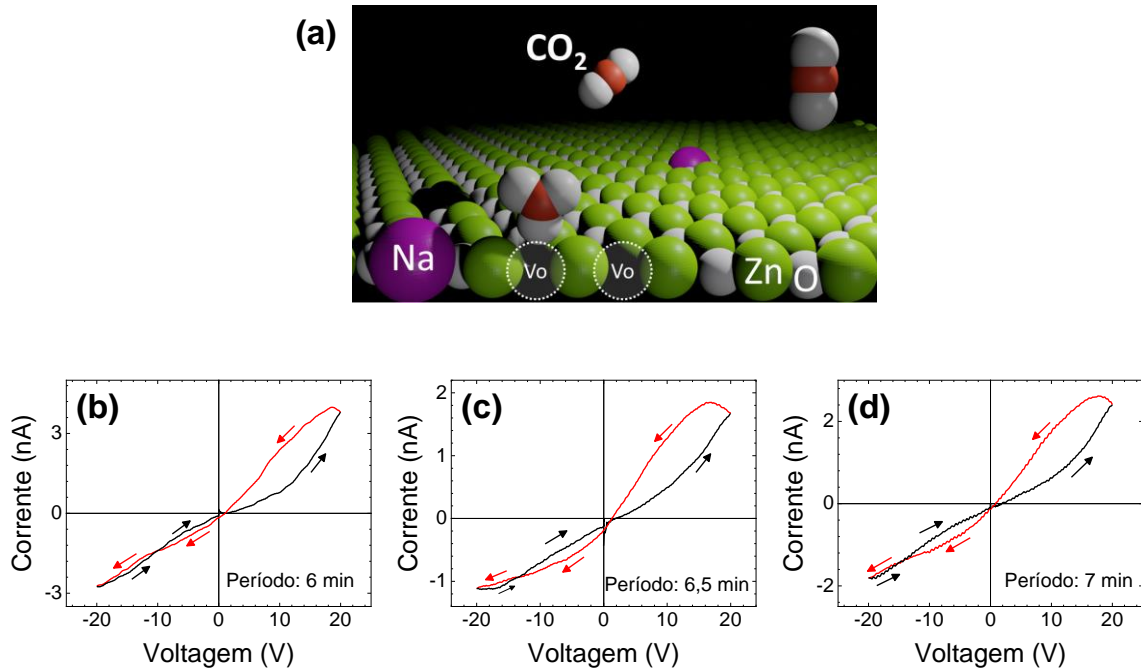 (a)
CO₂
Na
Vo
Vo
Zn
O
(b)
Corrente (nA)
3
0
-3
-20
-10
0
10
20
Voltagem (V)
Período: 6 min
(c)
Corrente (nA)
2
1
0
-1
-20
-10
0
10
20
Voltagem (V)
Período: 6,5 min
(d)
Corrente (nA)
2
0
-2
-20
-10
0
10
20
Voltagem (V)
Período: 7 min